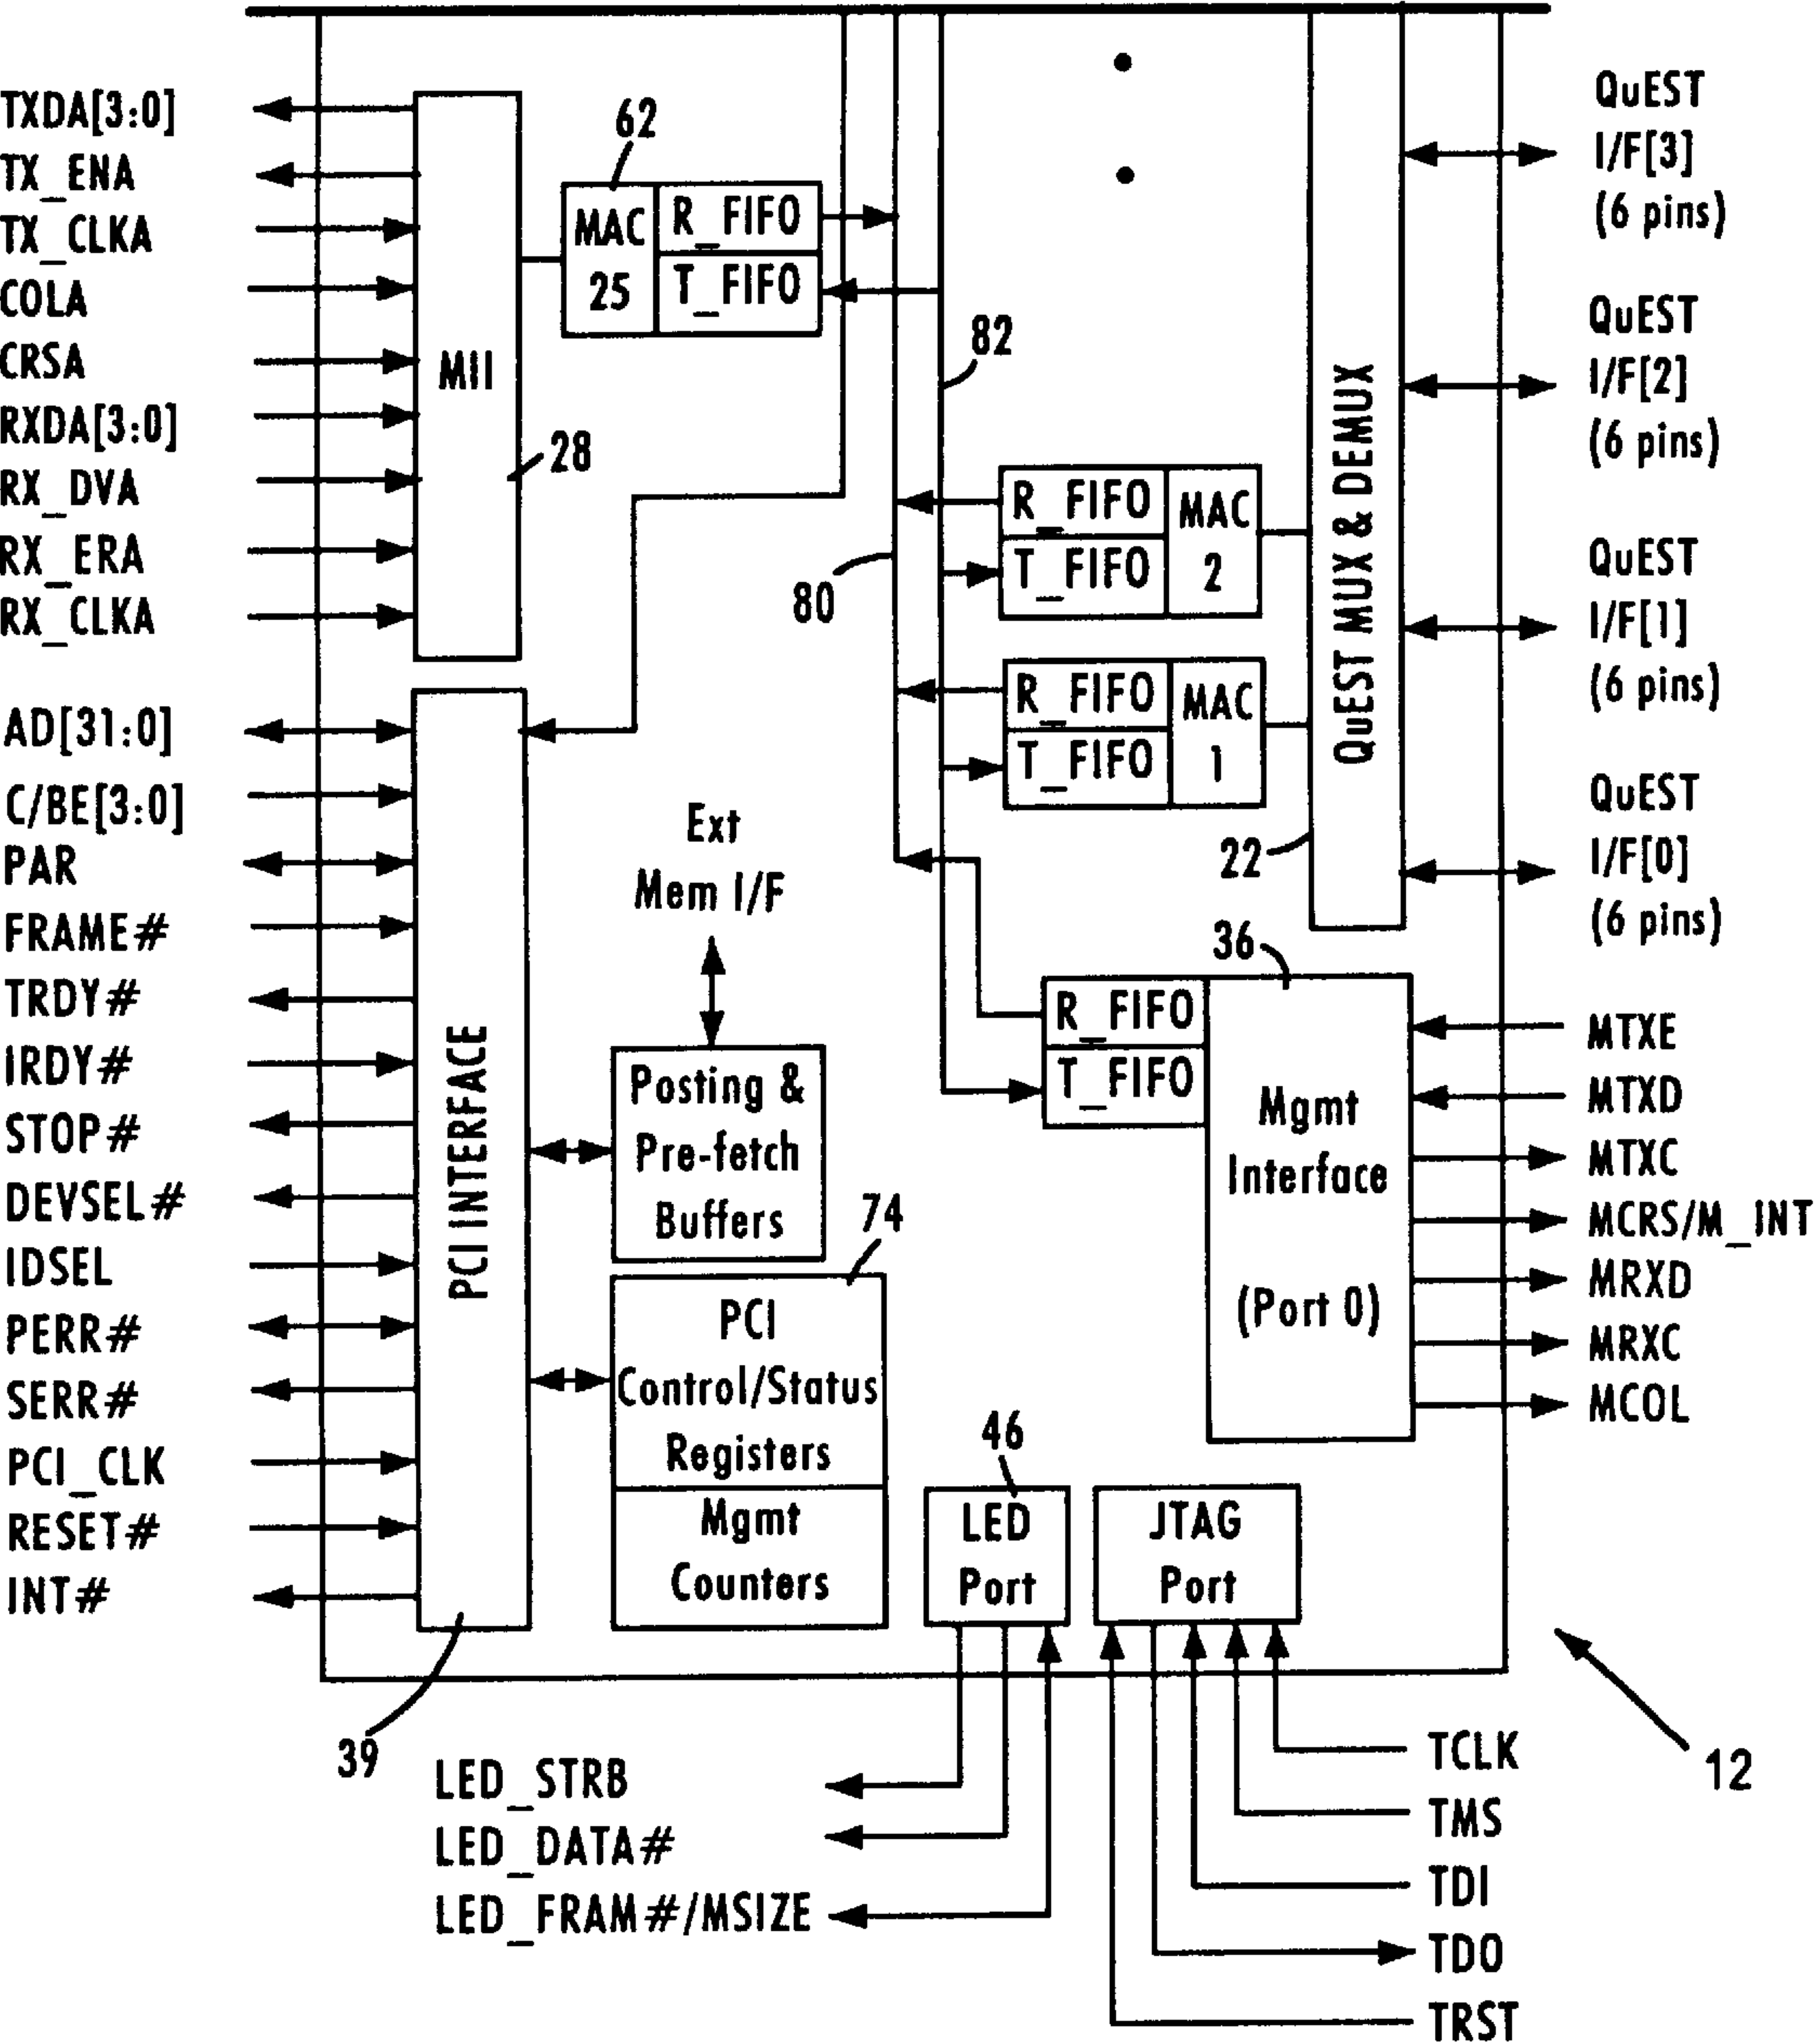 TXDA[3:0]
TX_ENA
TX_CLKA
COLA
CRSA
RXDA[3:0]
RX_DVA
RX_ERA
RX_CLKA
AD[31:0]
C/BE[3:0]
PAR
FRAME#
TRDY#
IRDY#
STOP#
DEVSEL#
IDSEL
PERR#
SERR#
PCI_CLK
RESET#
INT#
MII
28
62
MAC
25
R_FIFO
T_FIFO
82
80
R_FIFO
T_FIFO
MAC
2
R_FIFO
T_FIFO
MAC
1
QuEST MUX & DEMUX
22
QuEST
I/F[3]
(6 pins)
QuEST
I/F[2]
(6 pins)
QuEST
I/F[1]
(6 pins)
QuEST
I/F[0]
(6 pins)
PCI INTERFACE
39
Ext
Mem I/F
Posting &
Pre-fetch
Buffers
74
PCI
Control/Status
Registers
Mgmt
Counters
36
R_FIFO
T_FIFO
Mgmt
Interface
(Port 0)
MTXE
MTXD
MTXC
MCRS/M_INT
MRXD
MRXC
MCOL
46
LED
Port
JTAG
Port
LED_STRB
LED_DATA#
LED_FRAM#/MSIZE
TCLK
TMS
TDI
TDO
TRST
12